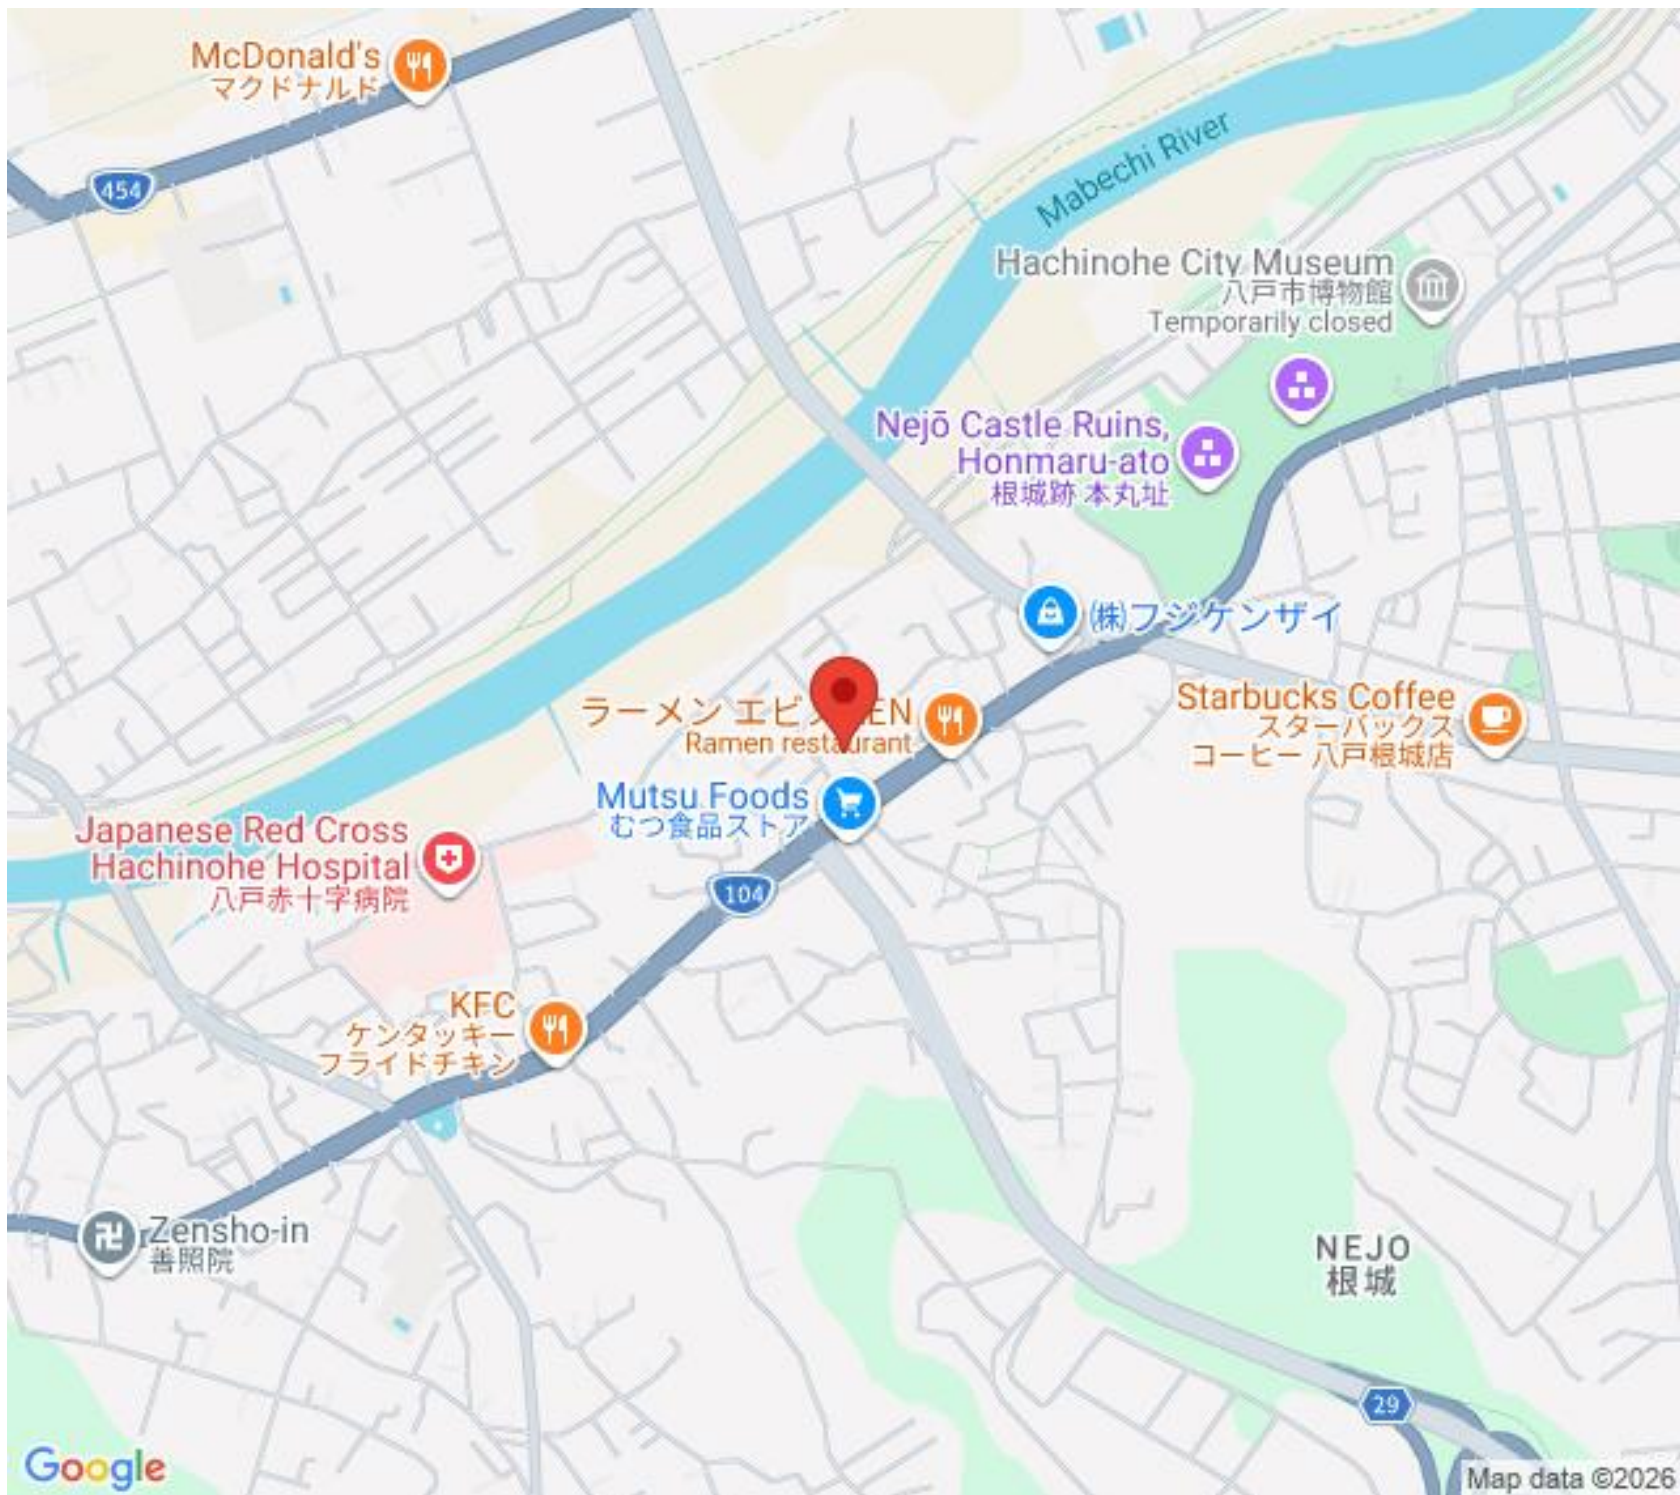 McDonald's
マクドナルド
454
Mabechi River
Hachinohe City Museum
八戸市博物館
Temporarily closed
Nejō Castle Ruins,
Honmaru-ato
根城跡 本丸址
㈱フジケンザイ
ラーメン エビ
EN
Ramen restaurant
Starbucks Coffee
スターバックス
コーヒー 八戸根城店
Mutsu Foods
むつ食品ストア
Japanese Red Cross
Hachinohe Hospital
八戸赤十字病院
104
KFC
ケンタッキー
フライドチキン
Zensho-in
善照院
NEJO
根城
29
Google
Map data ©2026